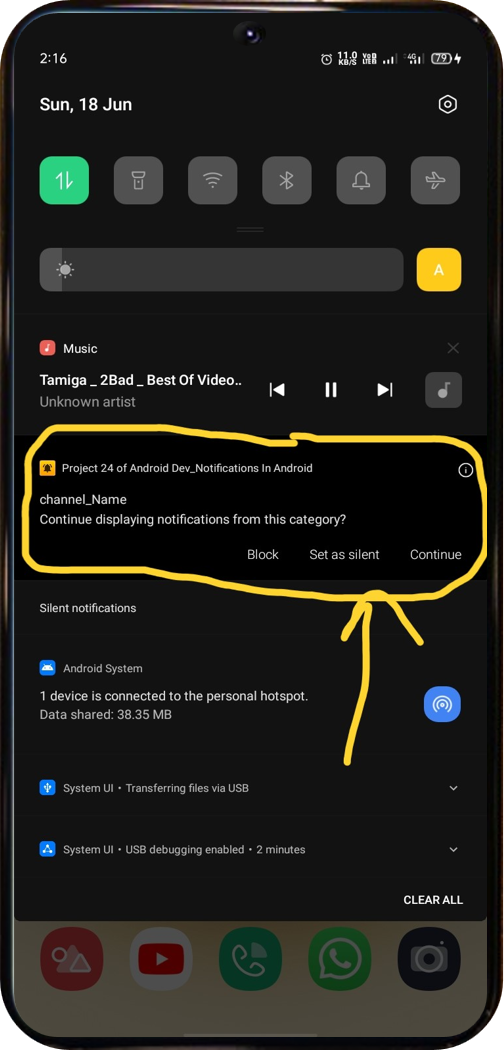 2:16
11.0 KB/S VoD LTED 4G 79
Sun, 18 Jun
A
Music
Tamiga _ 2Bad _ Best Of Video..
Unknown artist
Project 24 of Android Dev_Notifications In Android
channel_Name
Continue displaying notifications from this category?
Block Set as silent Continue
Silent notifications
Android System
1 device is connected to the personal hotspot.
Data shared: 38.35 MB
System UI • Transferring files via USB
System UI • USB debugging enabled • 2 minutes
CLEAR ALL